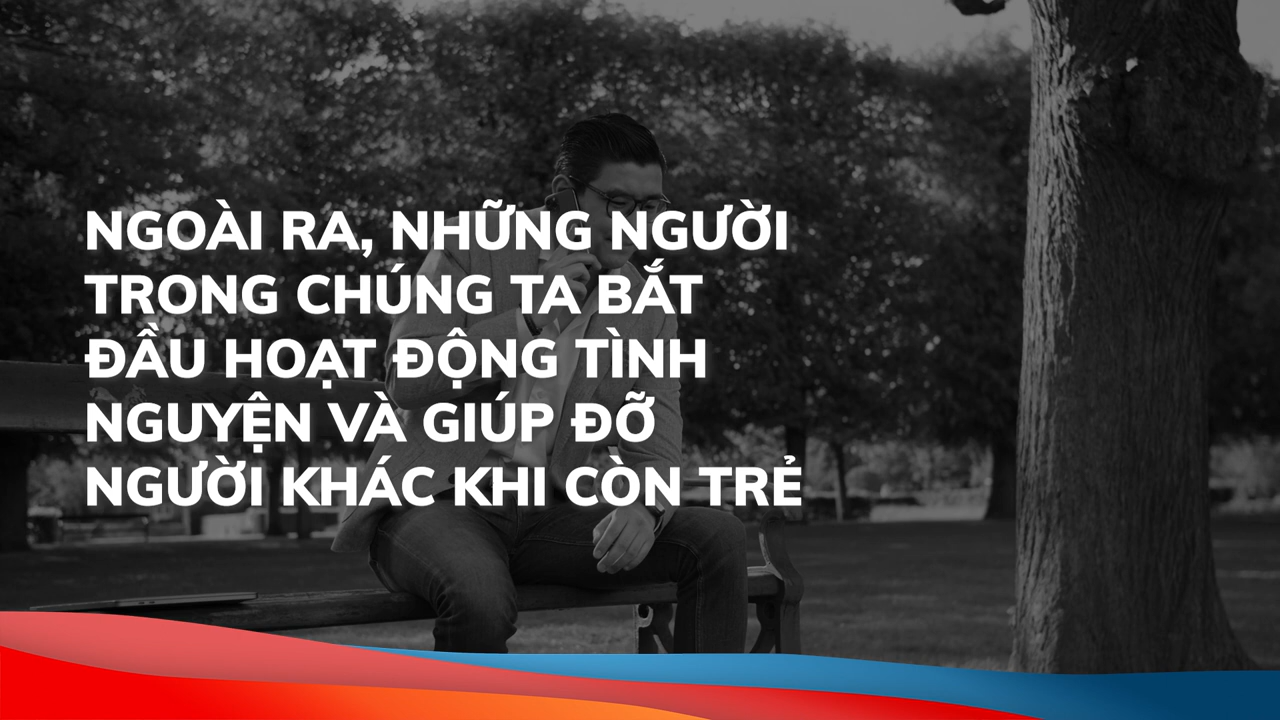 NGOÀI RA, NHỮNG NGƯỜI
TRONG CHÚNG TA BẮT
ĐẦU HOẠT ĐỘNG TÌNH
NGUYỆN VÀ GIÚP ĐỠ
NGƯỜI KHÁC KHI CÒN TRẺ